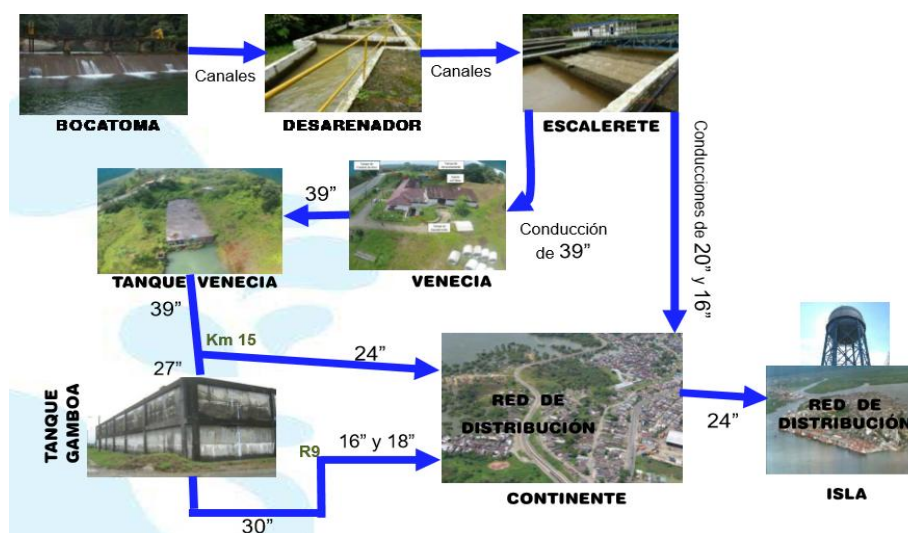 Canales
Canales
BOCATOMA
DESARENADOR
ESCALERETE
39”
Conducción
de 39”
Conducciones de 20” y 16”
TANQUE VENECIA
VENECIA
39”
Km 15
24”
27”
TANQUE
GAMBOA
R9
16” y 18”
30”
RED DE
DISTRIBUCIÓN
CONTINENTE
24”
RED DE
DISTRIBUCIÓN
ISLA